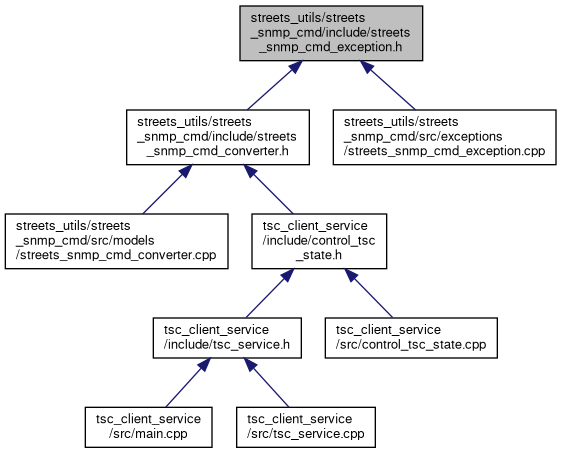 streets_utils/streets
_snmp_cmd/include/streets
_snmp_cmd_exception.h
streets_utils/streets
_snmp_cmd/include/streets
_snmp_cmd_converter.h
streets_utils/streets
_snmp_cmd/src/exceptions
/streets_snmp_cmd_exception.cpp
streets_utils/streets
_snmp_cmd/src/models
/streets_snmp_cmd_converter.cpp
tsc_client_service
/include/control_tsc
_state.h
tsc_client_service
/include/tsc_service.h
tsc_client_service
/src/control_tsc_state.cpp
tsc_client_service
/src/main.cpp
tsc_client_service
/src/tsc_service.cpp